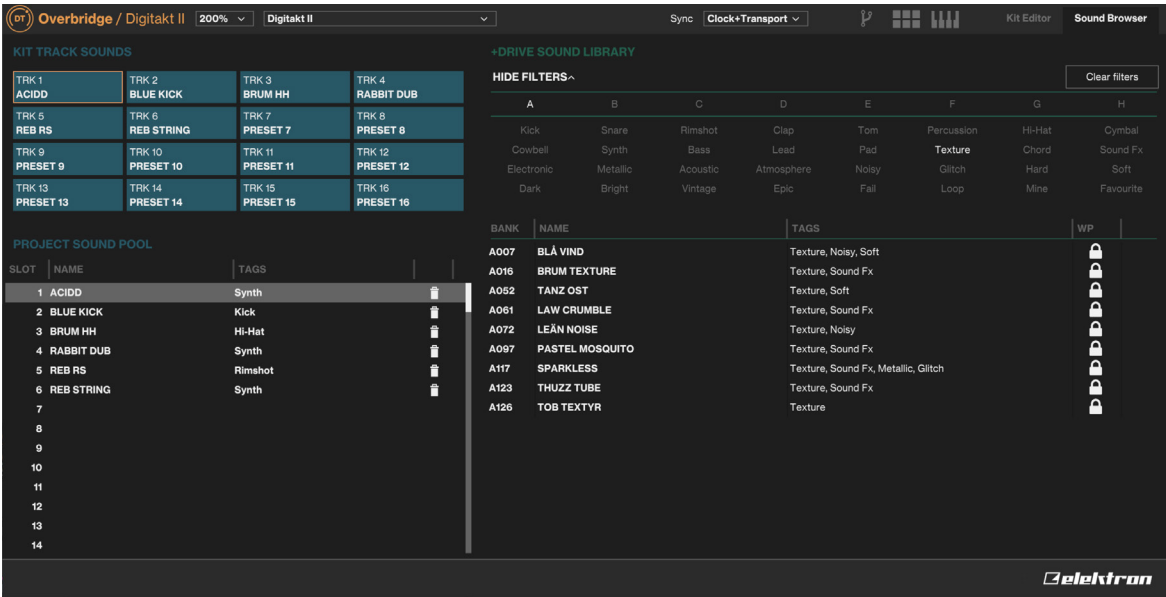 DT Overbridge / Digitakt II 200% Digitakt II Sync Clock+Transport Kit Editor Sound Browser
KIT TRACK SOUNDS
TRK 1 TRK 2 TRK 3 TRK 4
ACIDD BLUE KICK BRUM HH RABBIT DUB
TRK 5 TRK 6 TRK 7 TRK 8
REB RS REB STRING PRESET 7 PRESET 8
TRK 9 TRK 10 TRK 11 TRK 12
PRESET 9 PRESET 10 PRESET 11 PRESET 12
TRK 13 TRK 14 TRK 15 TRK 16
PRESET 13 PRESET 14 PRESET 15 PRESET 16
PROJECT SOUND POOL
SLOT NAME TAGS
1 ACIDD Synth
2 BLUE KICK Kick
3 BRUM HH Hi-Hat
4 RABBIT DUB Synth
5 REB RS Rimshot
6 REB STRING Synth
7
8
9
10
11
12
13
14
+DRIVE SOUND LIBRARY
HIDE FILTERS Clear filters
A B C D E F G H
Kick Snare Rimshot Clap Tom Percussion Hi-Hat Cymbal
Cowbell Synth Bass Lead Pad Texture Chord Sound Fx
Electronic Metallic Acoustic Atmosphere Noisy Glitch Hard Soft
Dark Bright Vintage Epic Fail Loop Mine Favourite
BANK NAME TAGS WP
A007 BLÅ VIND Texture, Noisy, Soft
A016 BRUM TEXTURE Texture, Sound Fx
A052 TANZ OST Texture, Soft
A061 LAW CRUMBLE Texture, Sound Fx
A072 LEÄN NOISE Texture, Noisy
A097 PASTEL MOSQUITO Texture, Sound Fx
A117 SPARKLESS Texture, Sound Fx, Metallic, Glitch
A123 THUZZ TUBE Texture, Sound Fx
A126 TOB TEXTYR Texture
elektron